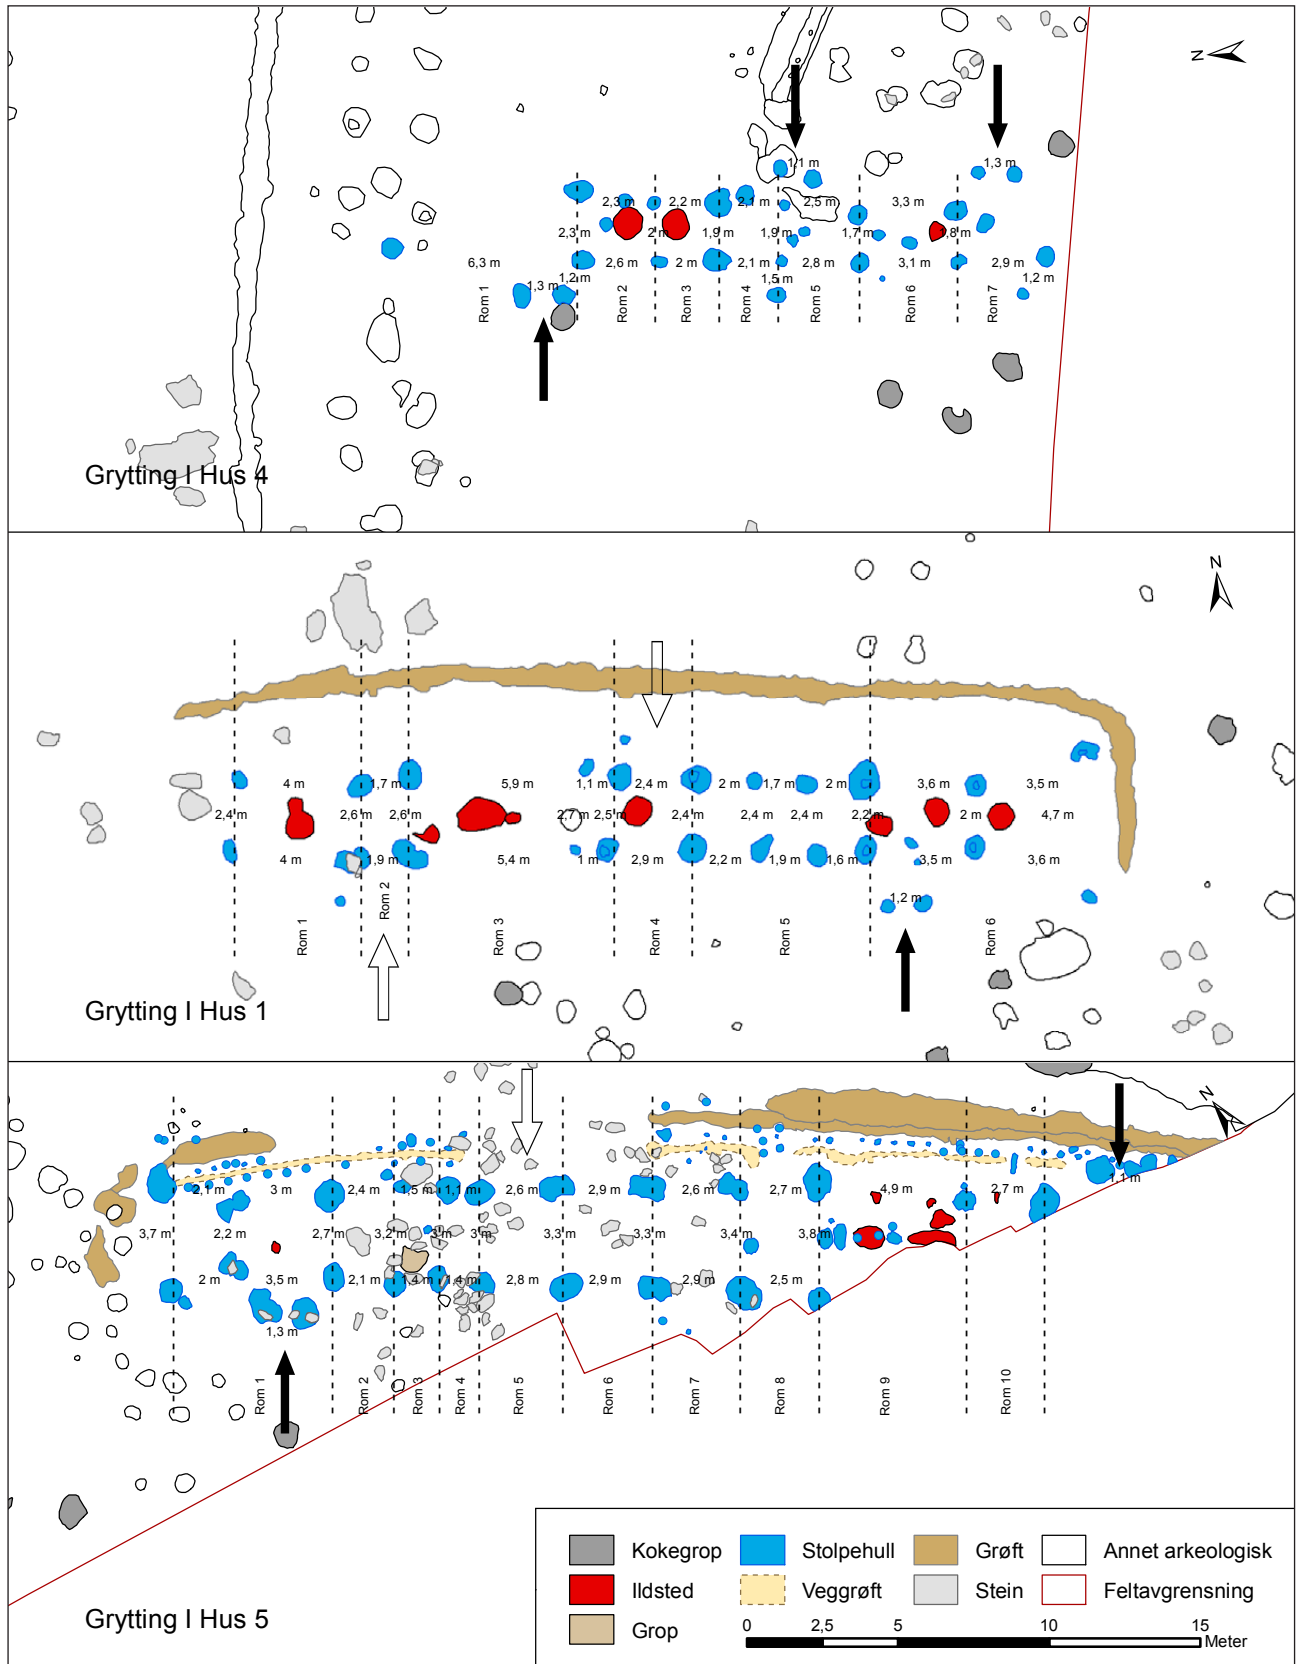 N
1,1 m
1,3 m
2,3 m 2,2 m 2,1 m 2,5 m 3,3 m
2,3 m 2 m 1,9 m 1,9 m 1,7 m 1,8 m
6,3 m 2,6 m 2 m 2,1 m 2,8 m 3,1 m 2,9 m
1,3 m 1,2 m 1,5 m 1,2 m
Rom 1 Rom 2 Rom 3 Rom 4 Rom 5 Rom 6 Rom 7
Grytting I Hus 4
N
4 m 1,7 m 5,9 m 1,1 m 2,4 m 2 m 1,7 m 2 m 3,6 m 3,5 m
2,4 m 2,6 m 2,6 m 2,7 m 2,5 m 2,4 m 2,4 m 2,4 m 2,2 m 2 m 4,7 m
4 m 1,9 m 5,4 m 1 m 2,9 m 2,2 m 1,9 m 1,6 m 3,5 m 3,6 m
1,2 m
Rom 1 Rom 2 Rom 3 Rom 4 Rom 5 Rom 6
Grytting I Hus 1
N
1,1 m
2,1 m 3 m 2,4 m 1,5 m 1,1 m 2,6 m 2,9 m 2,6 m 2,7 m 4,9 m 2,7 m
3,7 m 2,2 m 2,7 m 3,2 m 3 m 3 m 3,3 m 3,3 m 3,4 m 3,8 m
2 m 3,5 m 2,1 m 1,4 m 1,4 m 2,8 m 2,9 m 2,9 m 2,5 m
1,3 m
Rom 1 Rom 2 Rom 3 Rom 4 Rom 5 Rom 6 Rom 7 Rom 8 Rom 9 Rom 10
Grytting I Hus 5
Kokegrop Stolpehull Grøft Annet arkeologisk
Ildsted Veggrøft Stein Feltavgrensning
Grop
0 2,5 5 10 15
Meter